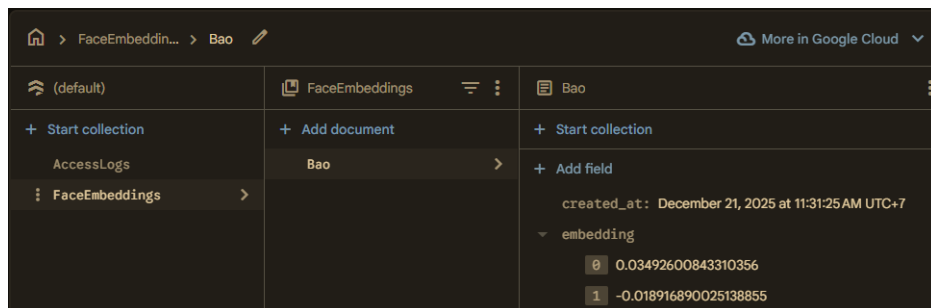 FaceEmbeddin... > Bao
More in Google Cloud
(default)
FaceEmbeddings
Bao
+ Start collection
+ Add document
+ Start collection
AccessLogs
Bao
+ Add field
FaceEmbeddings
created_at: December 21, 2025 at 11:31:25 AM UTC+7
embedding
0 0.03492600843310356
1 -0.018916890025138855